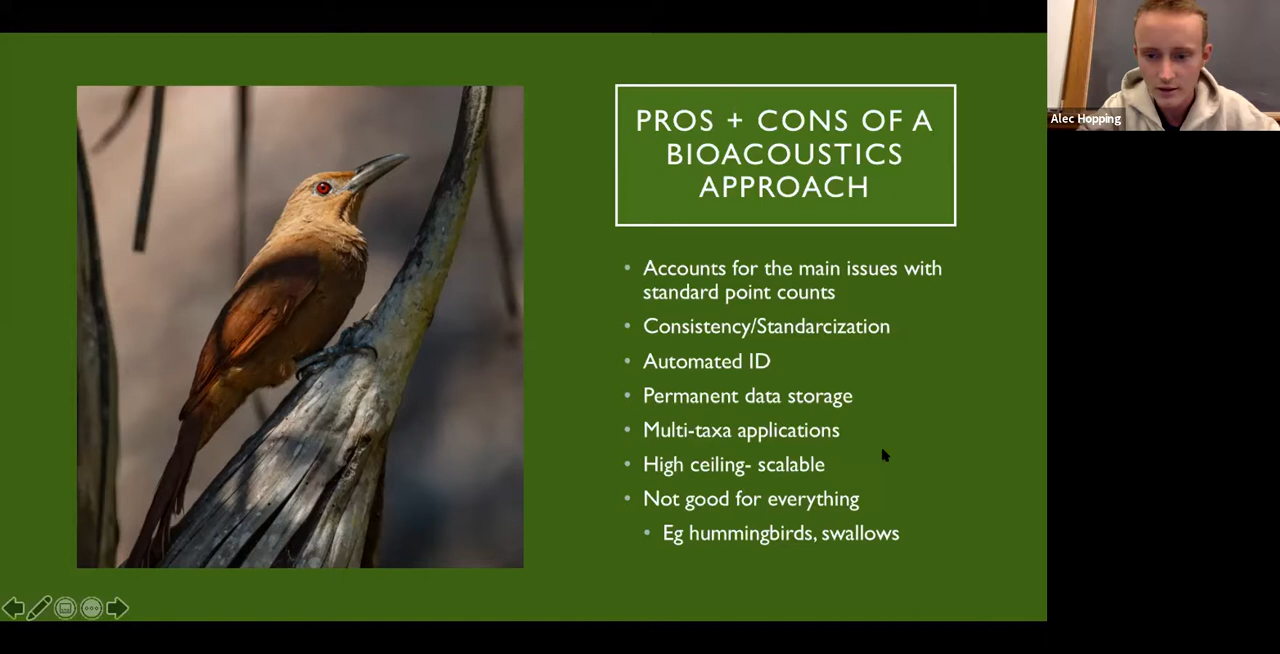 PROS + CONS OF A
BIOACOUSTICS
APPROACH
Alec Hopping
• Accounts for the main issues with
standard point counts
• Consistency/Standarcization
• Automated ID
• Permanent data storage
• Multi-taxa applications
• High ceiling- scalable
• Not good for everything
• Eg hummingbirds, swallows